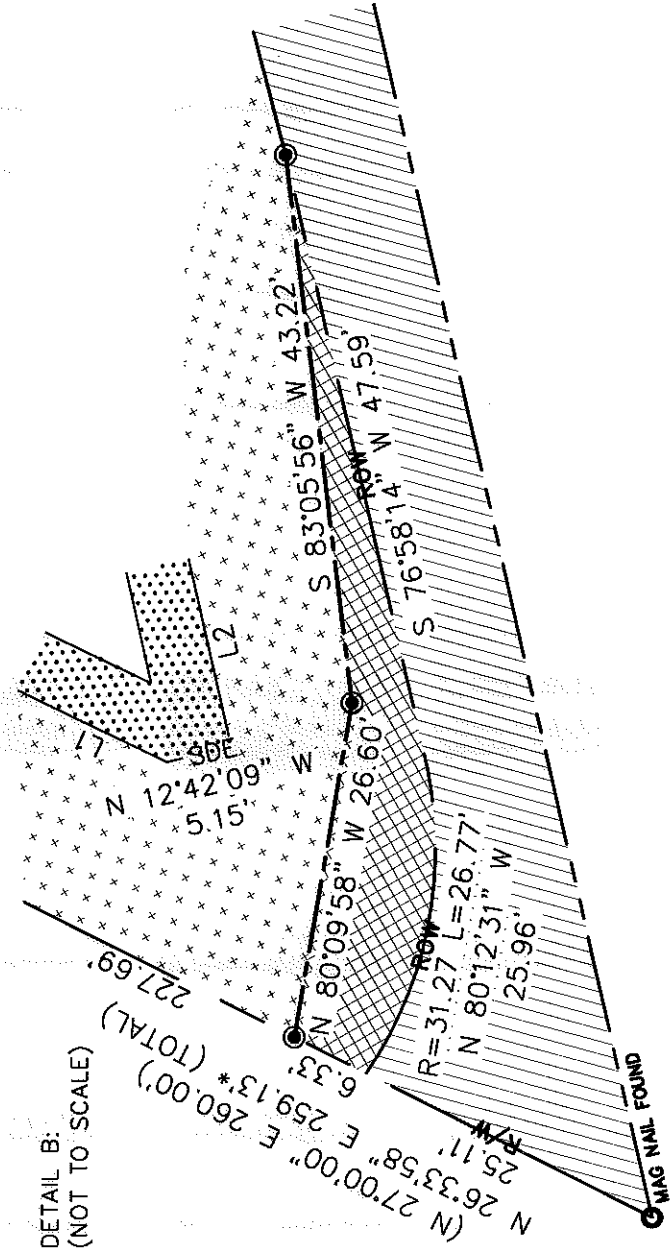 DETAIL B:
(NOT TO SCALE)
227.69'
(TOTAL)
N 26°33'58" E 259.13'*
(N 27°00'00" E 260.00')
6.33'
25.11'
R/W
MAG NAIL FOUND
L1
L2
SDE
N 12°42'09" W
5.15'
N 80°09'58" W 26.60'
S 83°05'56" W 43.22'
ROW
S 76°58'14" W 47.59'
ROW
R=31.27 L=26.77'
N 80°12'31" W
25.96'